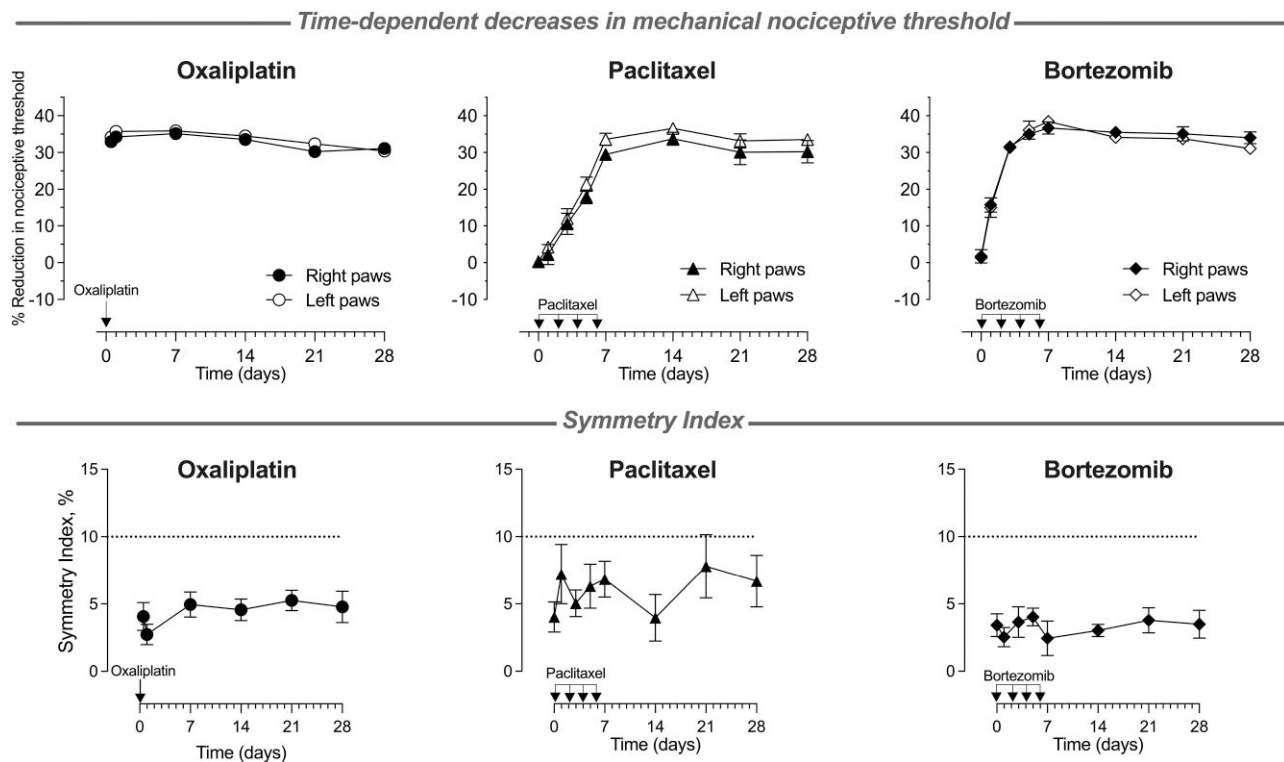 Time-dependent decreases in mechanical nociceptive threshold
Oxaliplatin
% Reduction in nociceptive threshold
40
30
20
10
0
-10
Right paws
Left paws
Oxaliplatin
0 7 14 21 28
Time (days)
Paclitaxel
40
30
20
10
0
-10
Right paws
Left paws
Paclitaxel
0 7 14 21 28
Time (days)
Bortezomib
40
30
20
10
0
-10
Right paws
Left paws
Bortezomib
0 7 14 21 28
Time (days)
Symmetry Index
Oxaliplatin
Symmetry Index, %
15
10
5
0
Oxaliplatin
0 7 14 21 28
Time (days)
Paclitaxel
15
10
5
0
Paclitaxel
0 7 14 21 28
Time (days)
Bortezomib
15
10
5
0
Bortezomib
0 7 14 21 28
Time (days)